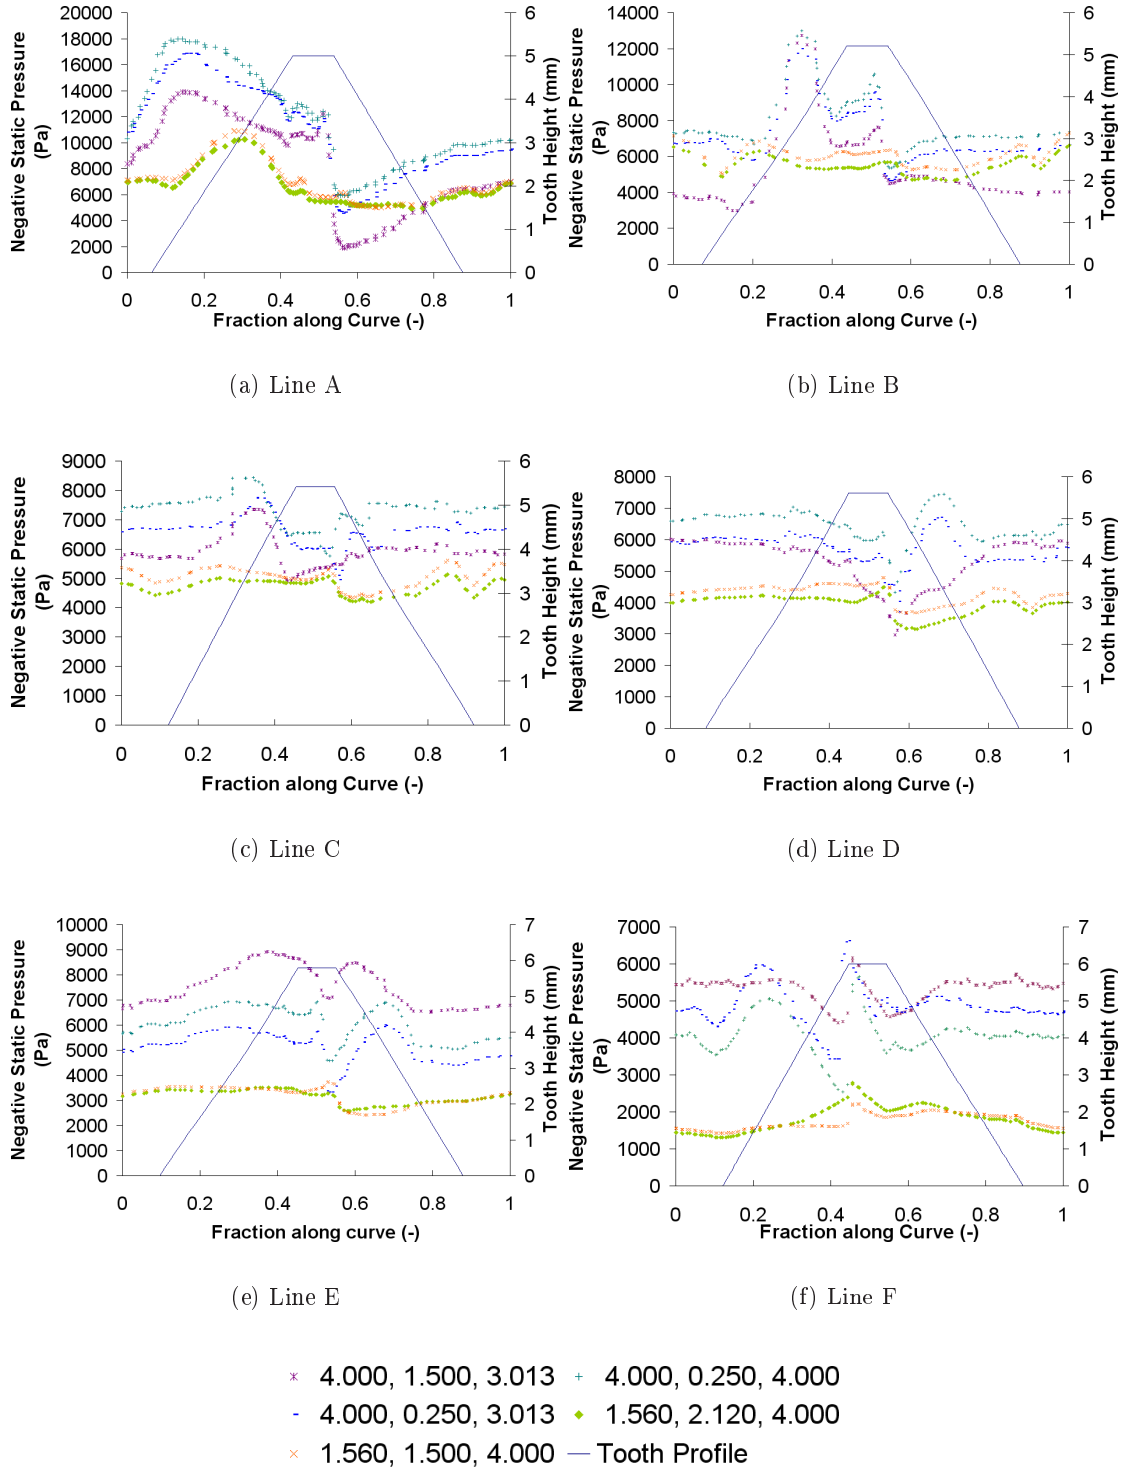 20000
18000
16000
14000
12000
10000
8000
6000
4000
2000
0
Negative Static Pressure
(Pa)
6
5
4
3
2
1
0
Tooth Height (mm)
0 0.2 0.4 0.6 0.8 1
Fraction along Curve (-)
(a) Line A
14000
12000
10000
8000
6000
4000
2000
0
Negative Static Pressure
(Pa)
6
5
4
3
2
1
0
Tooth Height (mm)
0 0.2 0.4 0.6 0.8 1
Fraction along Curve (-)
(b) Line B
9000
8000
7000
6000
5000
4000
3000
2000
1000
0
Negative Static Pressure
(Pa)
6
5
4
3
2
1
0
Tooth Height (mm)
0 0.2 0.4 0.6 0.8 1
Fraction along Curve (-)
(c) Line C
8000
7000
6000
5000
4000
3000
2000
1000
0
Negative Static Pressure
(Pa)
6
5
4
3
2
1
0
Tooth Height (mm)
0 0.2 0.4 0.6 0.8 1
Fraction along Curve (-)
(d) Line D
10000
9000
8000
7000
6000
5000
4000
3000
2000
1000
0
Negative Static Pressure
(Pa)
7
6
5
4
3
2
1
0
Tooth Height (mm)
0 0.2 0.4 0.6 0.8 1
Fraction along curve (-)
(e) Line E
7000
6000
5000
4000
3000
2000
1000
0
Negative Static Pressure
(Pa)
7
6
5
4
3
2
1
0
Tooth Height (mm)
0 0.2 0.4 0.6 0.8 1
Fraction along Curve (-)
(f) Line F
4.000, 1.500, 3.013
4.000, 0.250, 4.000
4.000, 0.250, 3.013
1.560, 2.120, 4.000
1.560, 1.500, 4.000
Tooth Profile